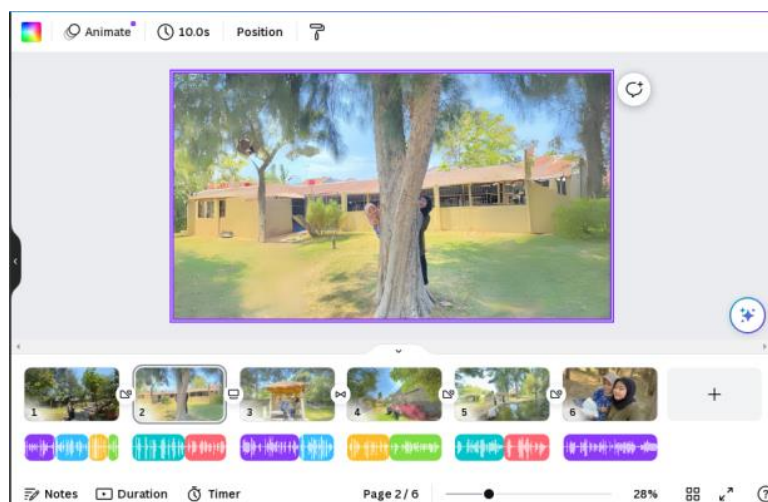 Animate 10.0s Position
1 2 3 4 5 6
Notes Duration Timer Page 2 / 6 28%